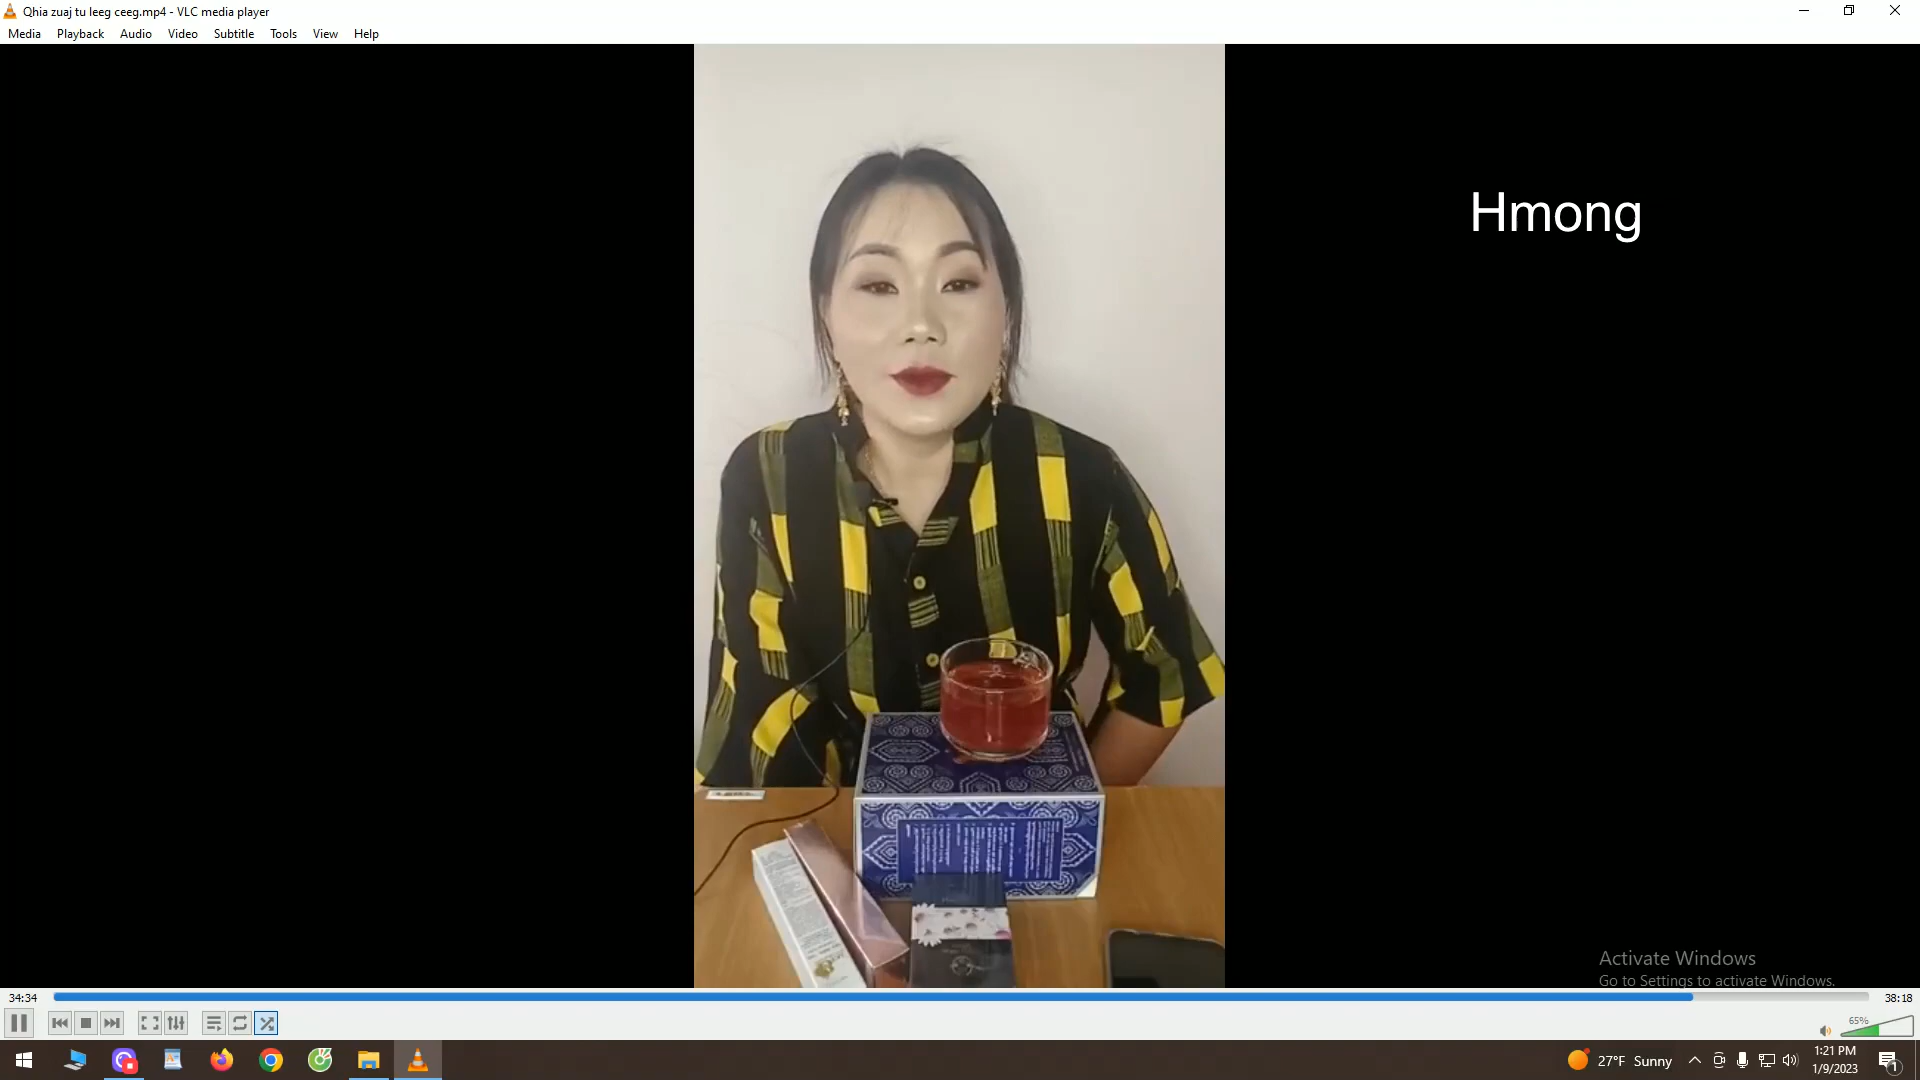 Qhia zuaj tu leeg ceeg.mp4 - VLC media player
Media Playback Audio Video Subtitle Tools View Help
Hmong
Activate Windows
Go to Settings to activate Windows.
34:34
38:18
65%
27°F Sunny
1:21 PM
1/9/2023
1